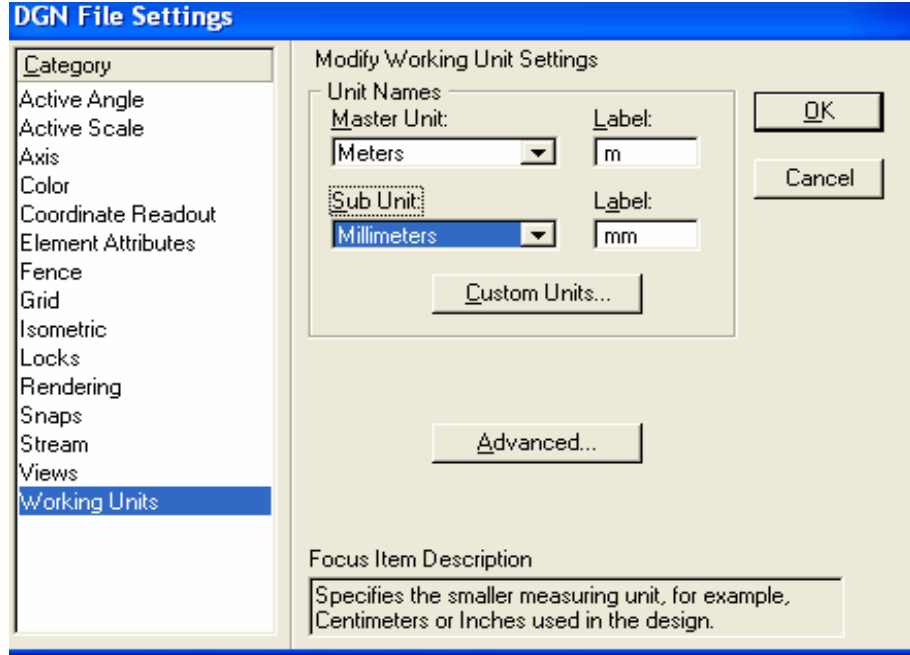 DGN File Settings
Category
Active Angle
Active Scale
Axis
Color
Coordinate Readout
Element Attributes
Fence
Grid
Isometric
Locks
Rendering
Snaps
Stream
Views
Working Units
Modify Working Unit Settings
Unit Names
Master Unit: Label:
Meters m
Sub Unit: Label:
Millimeters mm
Custom Units...
Advanced...
OK
Cancel
Focus Item Description
Specifies the smaller measuring unit, for example,
Centimeters or Inches used in the design.